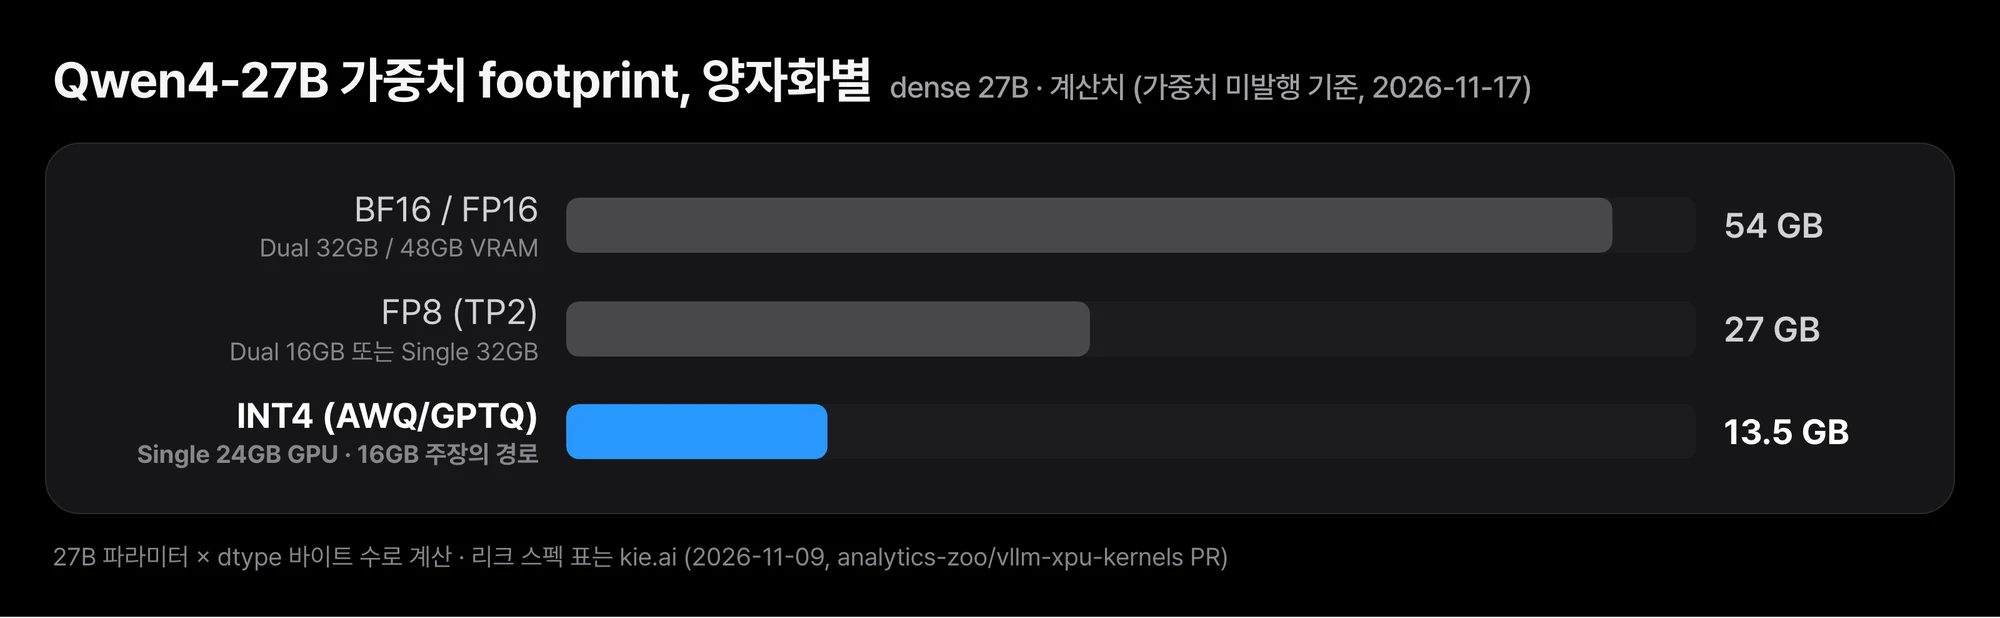 Qwen4-27B 가중치 footprint, 양자화별 dense 27B · 계산치 (가중치 미발행 기준, 2026-11-17)
BF16 / FP16
Dual 32GB / 48GB VRAM
54 GB
FP8 (TP2)
Dual 16GB 또는 Single 32GB
27 GB
INT4 (AWQ/GPTQ)
Single 24GB GPU · 16GB 주장의 경로
13.5 GB
27B 파라미터 × dtype 바이트 수로 계산 · 리크 스펙 표는 kie.ai (2026-11-09, analytics-zoo/vllm-xpu-kernels PR)